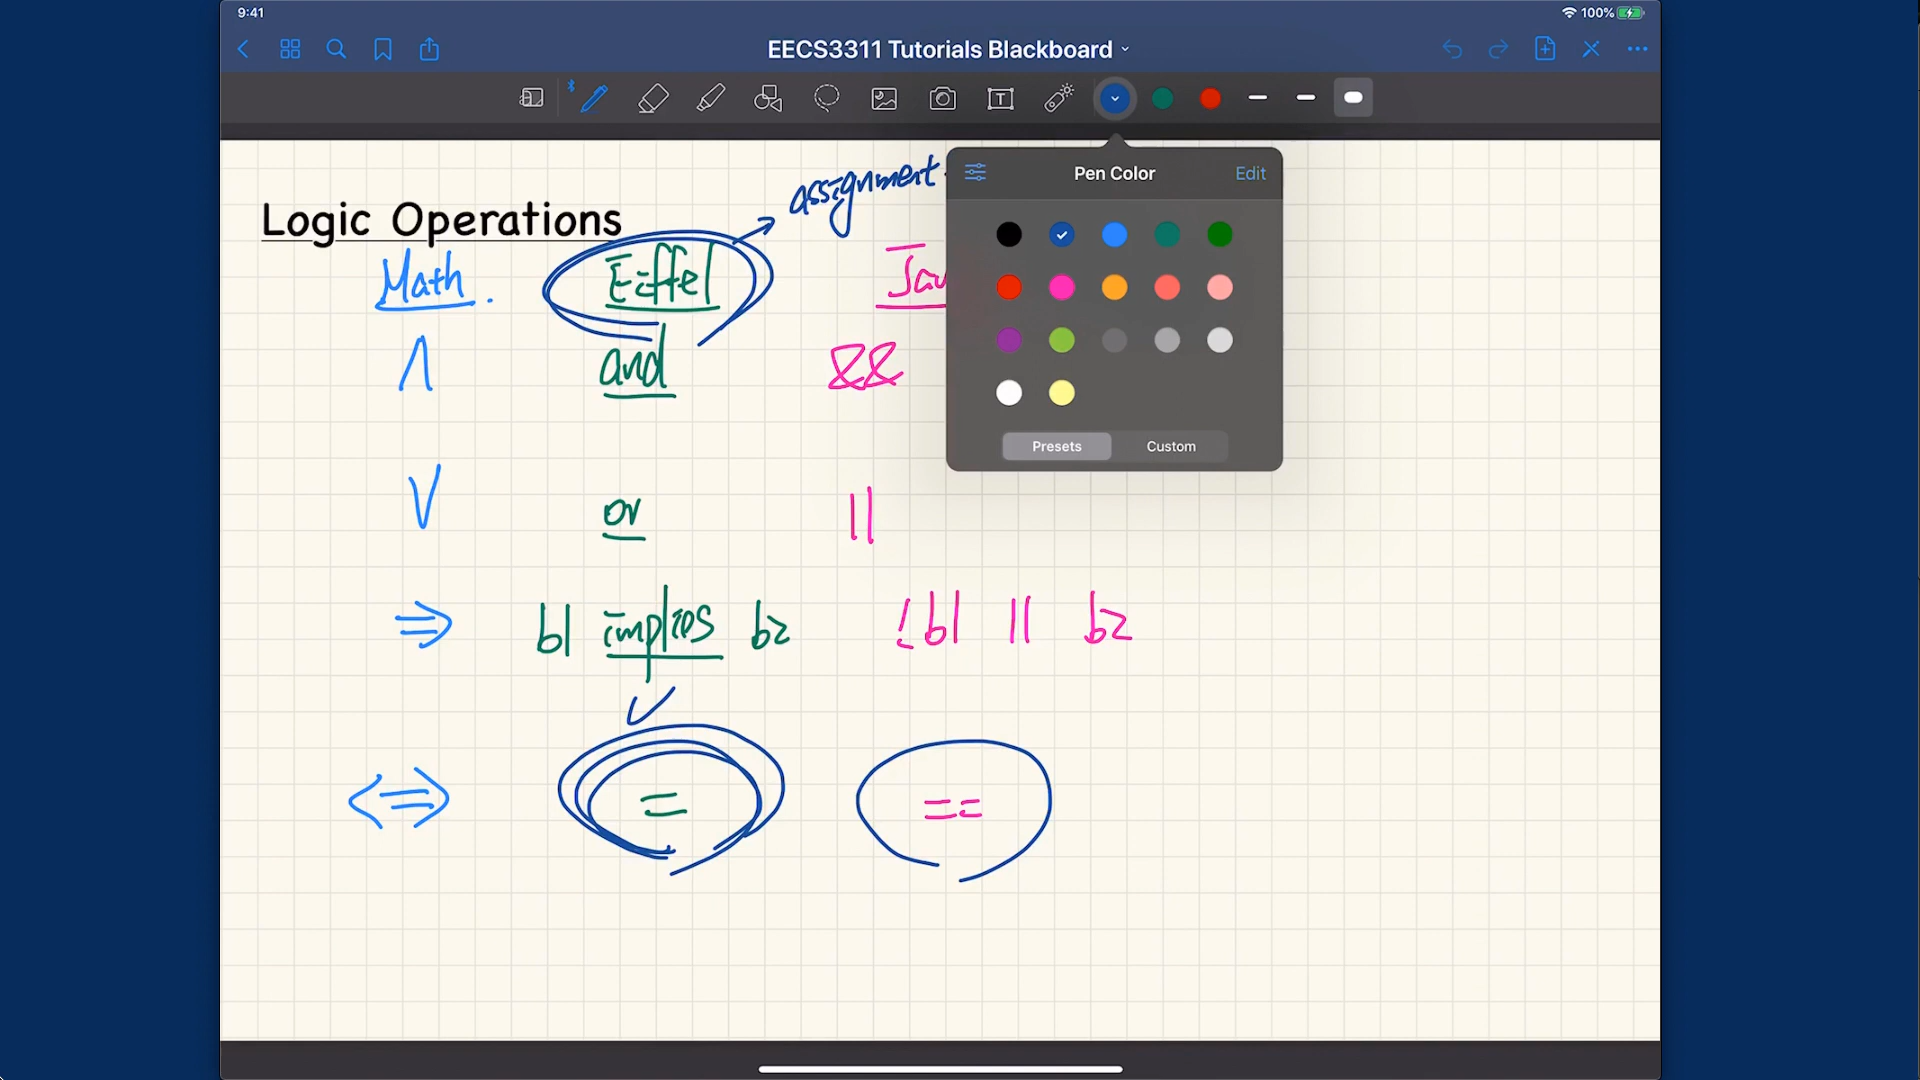 9:41
100%
EECS3311 Tutorials Blackboard
T
Pen Color
Edit
Presets
Custom
assignment
Logic Operations
Math Eiffel
∧ and &&
∨ or ||
⇒ b1 implies b2 !b1 || b2
⇔ = ==